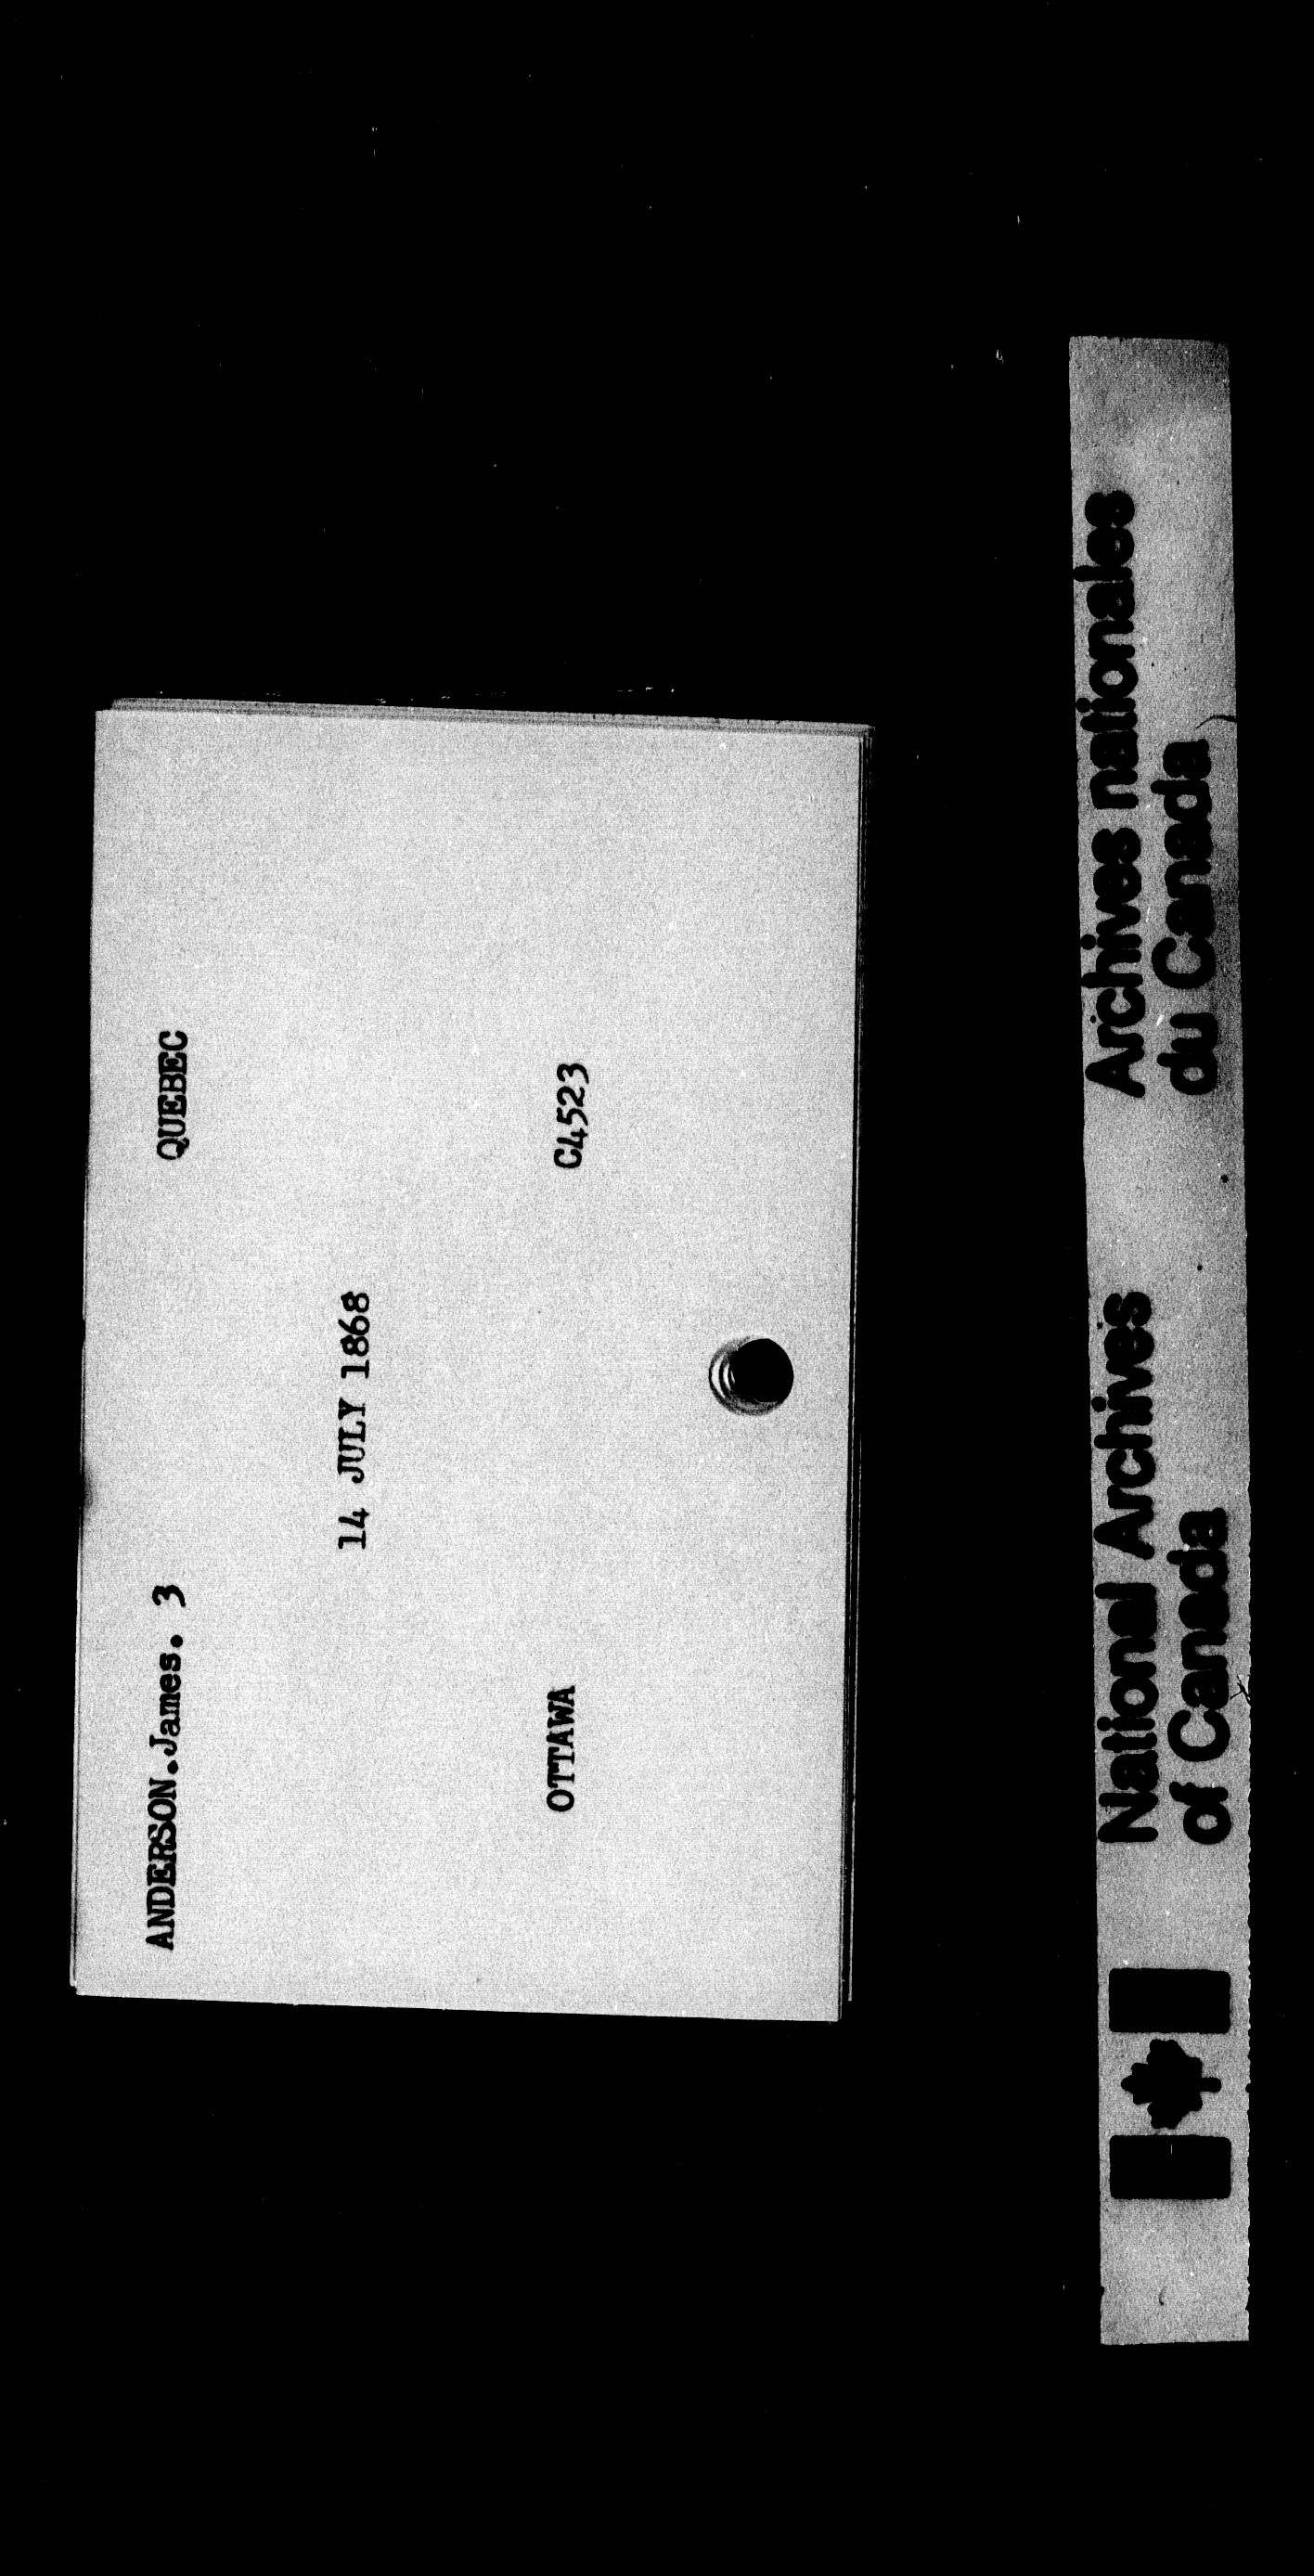 ANDERSON.James. 3 QUEBEC
14 JULY 1868
OTTAWA C4523
National Archives
of Canada
Archives nationales
du Canada